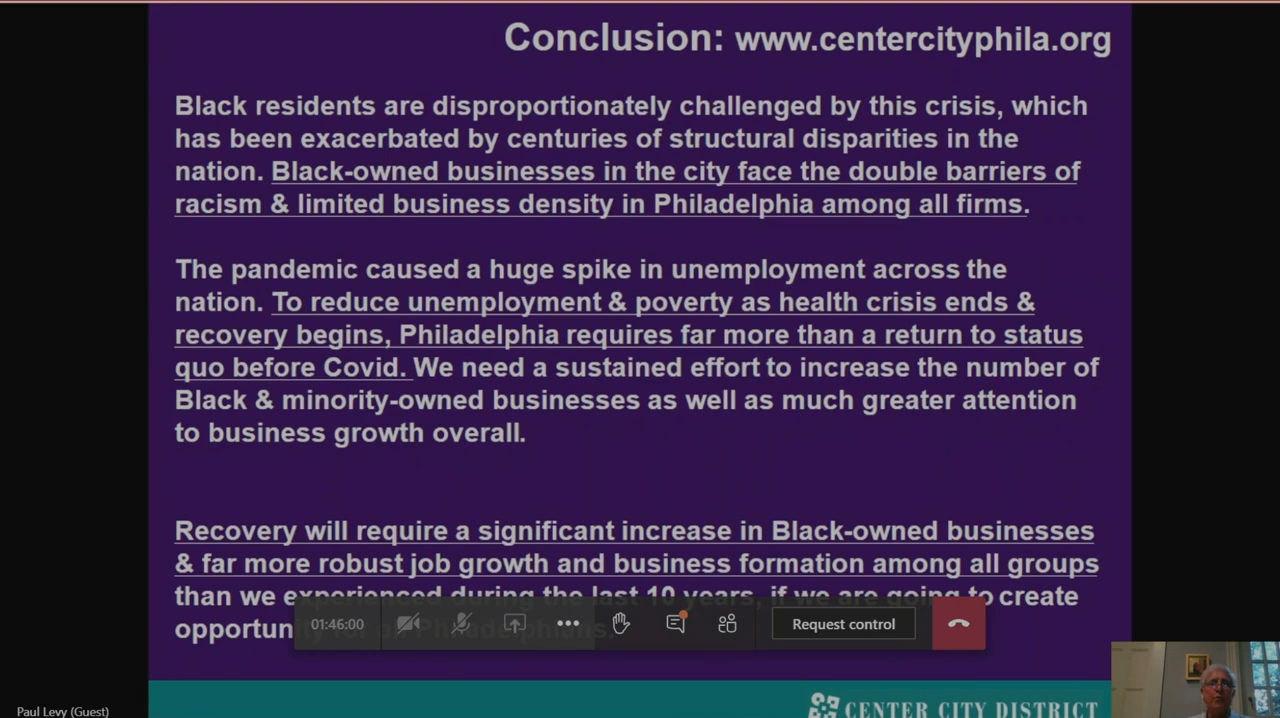 Conclusion: www.centercityphila.org
Black residents are disproportionately challenged by this crisis, which
has been exacerbated by centuries of structural disparities in the
nation. Black-owned businesses in the city face the double barriers of
racism & limited business density in Philadelphia among all firms.
The pandemic caused a huge spike in unemployment across the
nation. To reduce unemployment & poverty as health crisis ends &
recovery begins, Philadelphia requires far more than a return to status
quo before Covid. We need a sustained effort to increase the number of
Black & minority-owned businesses as well as much greater attention
to business growth overall.
Recovery will require a significant increase in Black-owned businesses
& far more robust job growth and business formation among all groups
than we experienced during the last 10 years, if we are going to create
opportunity for all Philadelphians.
01:46:00
Request control
CENTER CITY DISTRICT
Paul Levy (Guest)